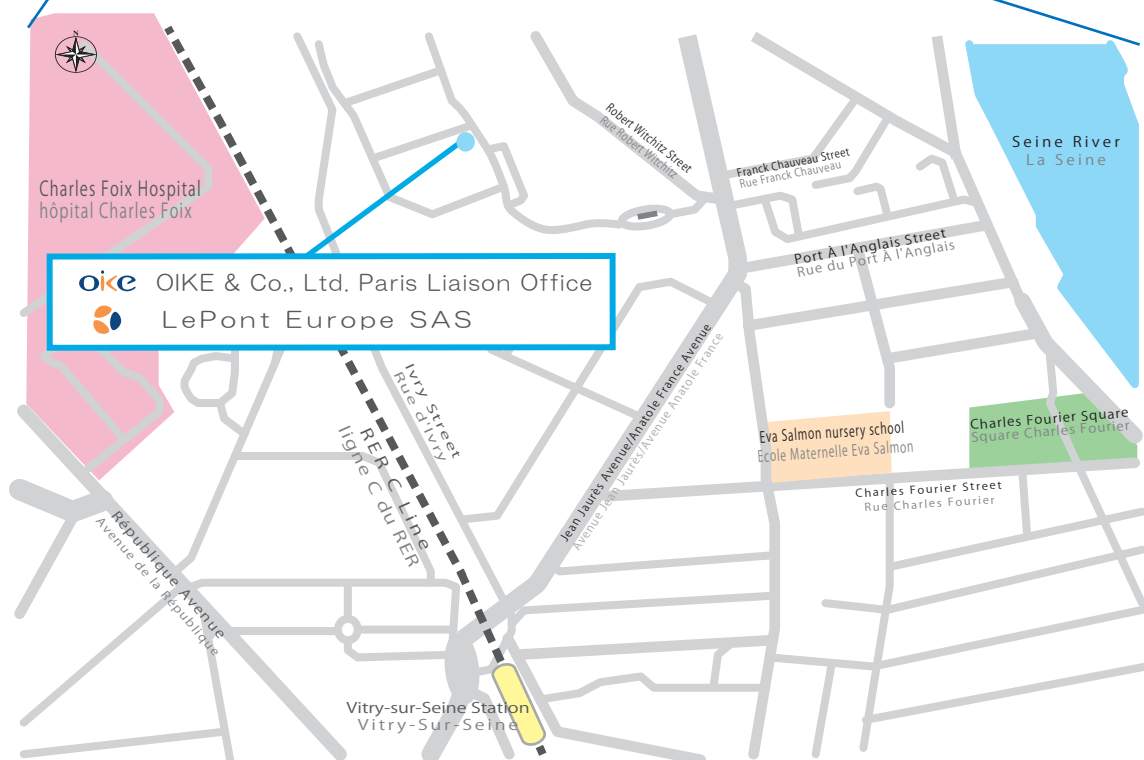 N
Robert Witchitz Street
Rue Robert Witchitz
Franck Chauveau Street
Rue Franck Chauveau
Seine River
La Seine
Charles Foix Hospital
hôpital Charles Foix
Port À l'Anglais Street
Rue du Port À l'Anglais
oike OIKE & Co., Ltd. Paris Liaison Office
LePont Europe SAS
Ivry Street
Rue d'Ivry
Jean Jaurès Avenue/Anatole France Avenue
Avenue Jean Jaurès/Avenue Anatole France
RER C Line
ligne C du RER
Eva Salmon nursery school
Ecole Maternelle Eva Salmon
Charles Fourier Square
Square Charles Fourier
Charles Fourier Street
Rue Charles Fourier
République Avenue
Avenue de la République
Vitry-sur-Seine Station
Vitry-Sur-Seine